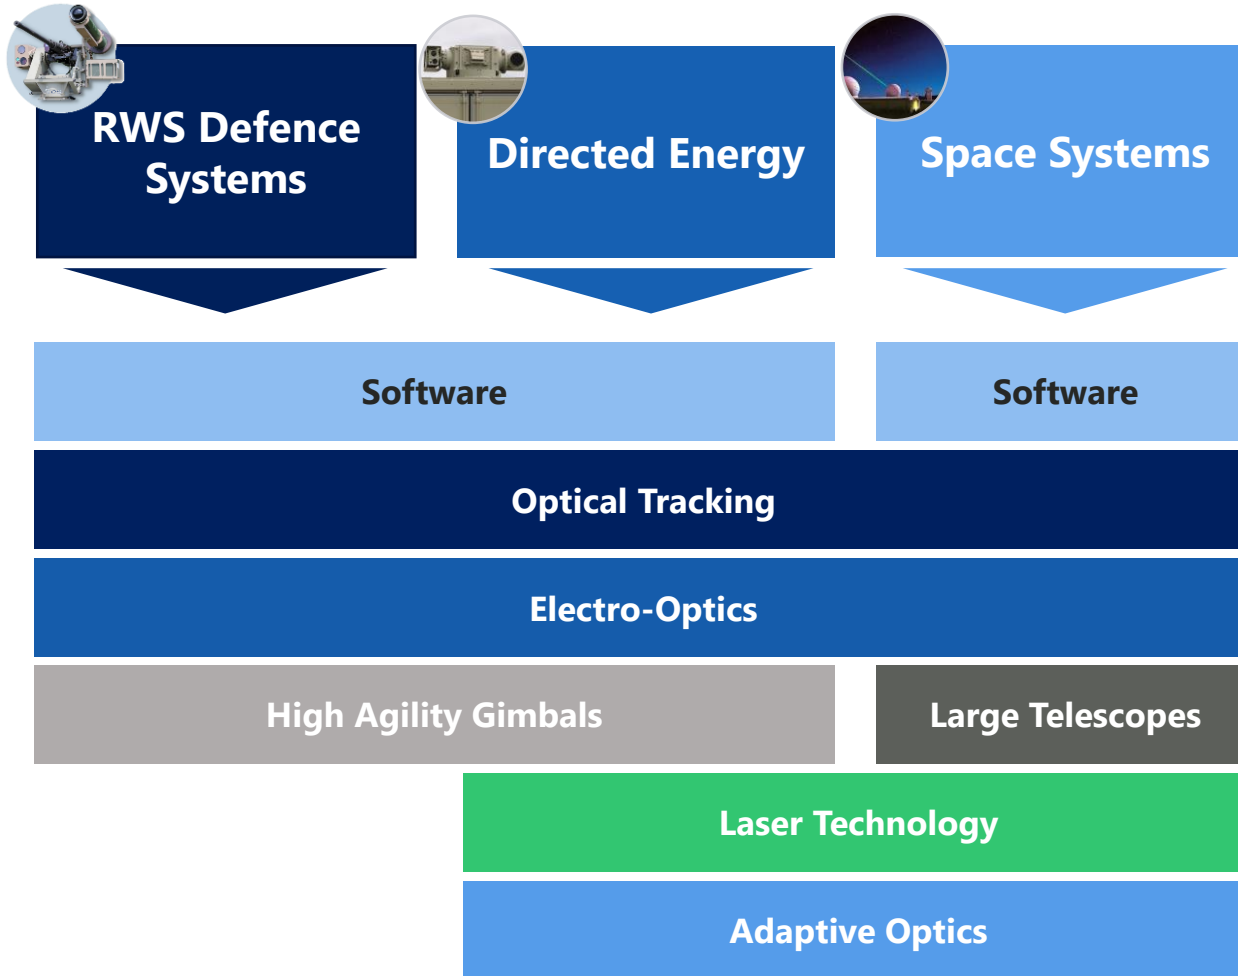 RWS Defence
Systems
Directed Energy
Space Systems
Software
Software
Optical Tracking
Electro-Optics
High Agility Gimbals
Large Telescopes
Laser Technology
Adaptive Optics